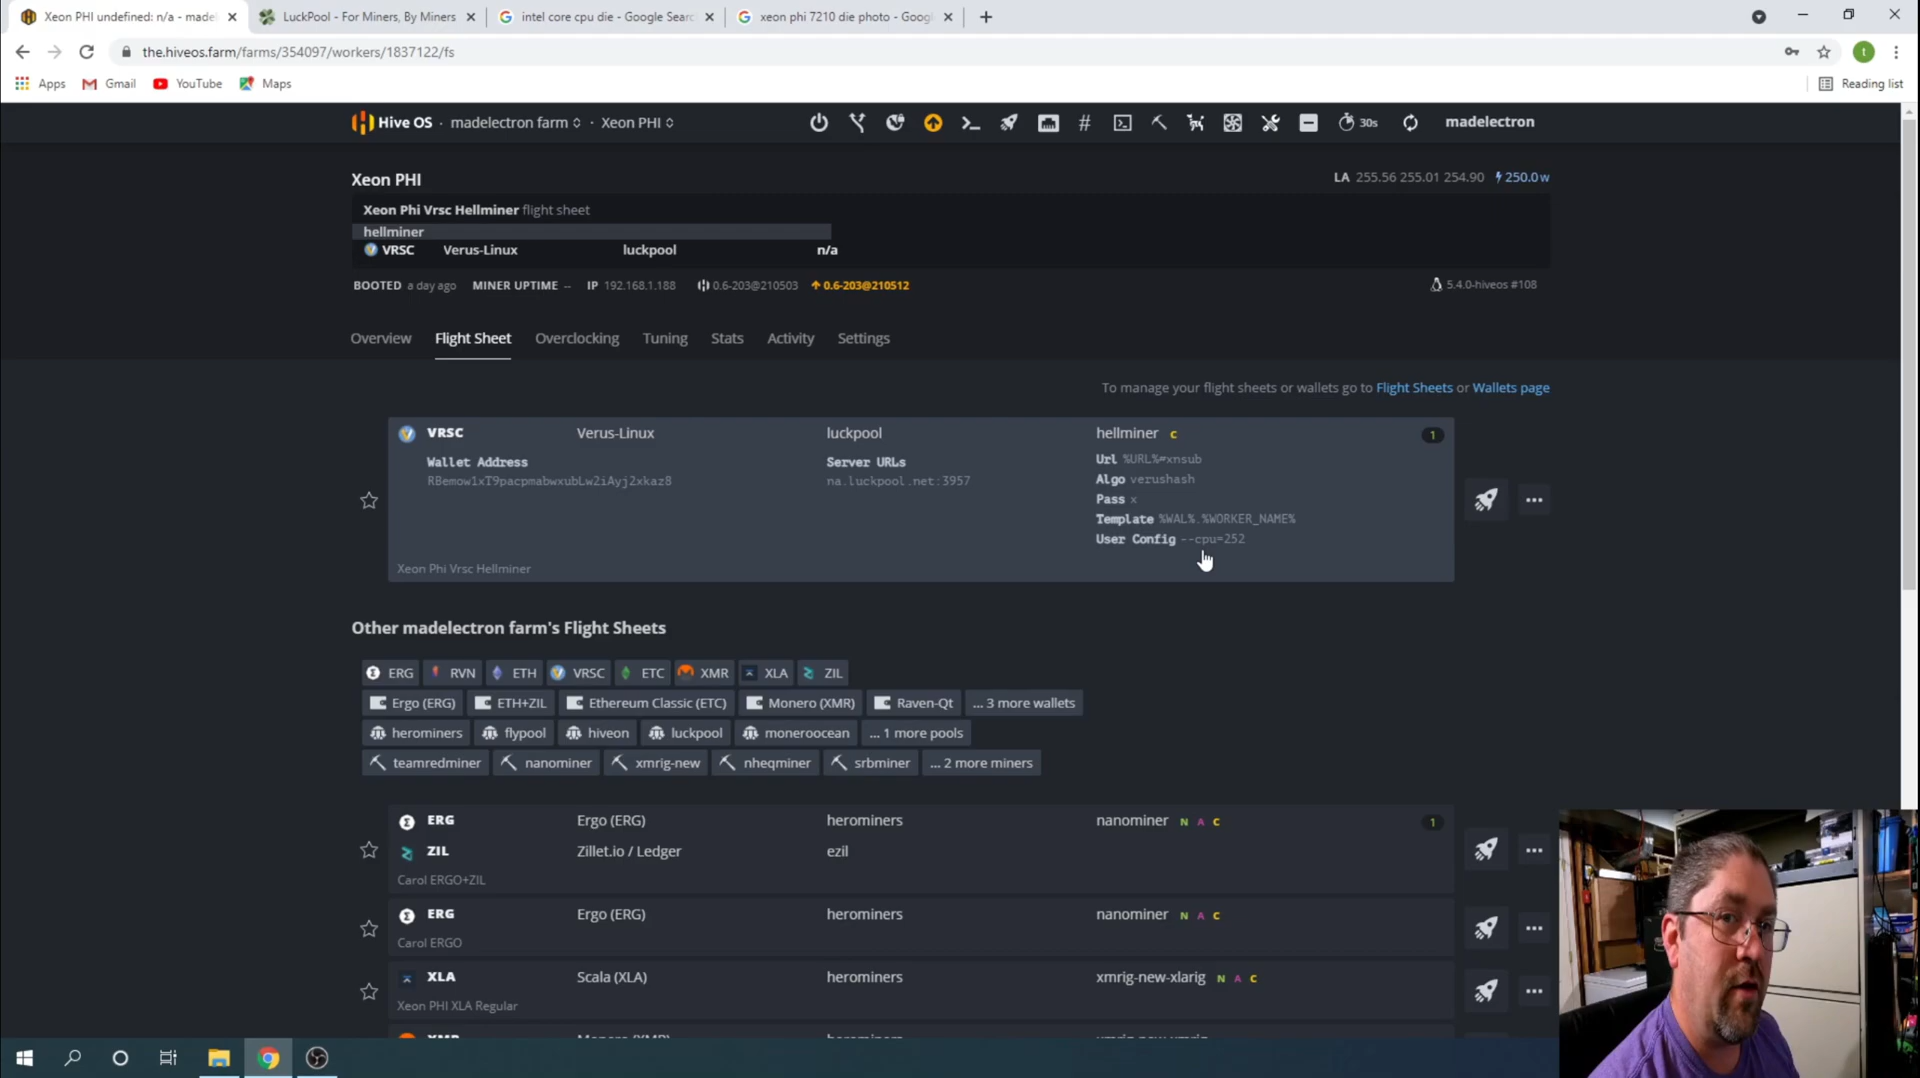 Xeon PHI undefined: n/a - made
LuckPool - For Miners, By Miners
intel core cpu die - Google Searc
xeon phi 7210 die photo - Googl
the.hiveos.farm/farms/354097/workers/1837122/fs
t
Apps
Gmail
YouTube
Maps
Reading list
Hive OS · madelectron farm · Xeon PHI
30s
madelectron
Xeon PHI
LA 255.56 255.01 254.90 250.0 w
Xeon Phi Vrsc Hellminer flight sheet
hellminer
VRSC Verus-Linux luckpool n/a
BOOTED a day ago MINER UPTIME -- IP 192.168.1.188 0.6-203@210503 0.6-203@210512 5.4.0-hiveos #108
Overview Flight Sheet Overclocking Tuning Stats Activity Settings
To manage your flight sheets or wallets go to Flight Sheets or Wallets page
VRSC Verus-Linux luckpool hellminer C 1
Wallet Address Server URLs Url %URL%#xnsub
RBemow1xT9pacpmabwxubLw2iAyj2xkaz8 na.luckpool.net:3957 Algo verushash
Pass x
Template %WAL%.%WORKER_NAME%
User Config --cpu=252
Xeon Phi Vrsc Hellminer
Other madelectron farm's Flight Sheets
ERG RVN ETH VRSC ETC XMR XLA ZIL
Ergo (ERG) ETH+ZIL Ethereum Classic (ETC) Monero (XMR) Raven-Qt ... 3 more wallets
herominers flypool hiveon luckpool moneroocean ... 1 more pools
teamredminer nanominer xmrig-new nheqminer srbminer ... 2 more miners
ERG Ergo (ERG) herominers nanominer N A C 1
ZIL Zillet.io / Ledger ezil
Carol ERGO+ZIL
ERG Ergo (ERG) herominers nanominer N A C
Carol ERGO
XLA Scala (XLA) herominers xmrig-new-xlarig N A C
Xeon PHI XLA Regular